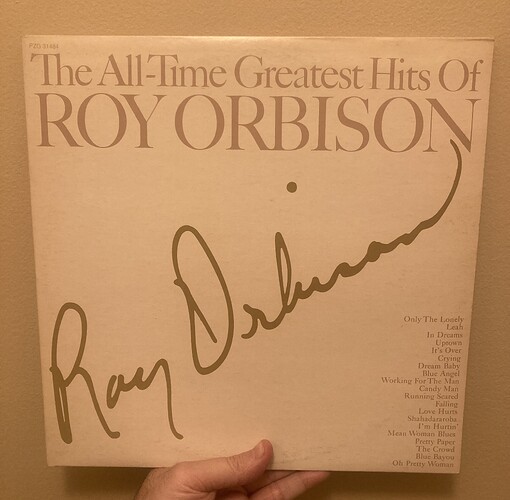 PZG 31484
The All-Time Greatest Hits Of
ROY ORBISON
Roy Orbison
Only The Lonely
Leah
In Dreams
Uptown
It's Over
Crying
Dream Baby
Blue Angel
Working For The Man
Candy Man
Running Scared
Falling
Love Hurts
Shahadararoba
I'm Hurtin'
Mean Woman Blues
Pretty Paper
The Crowd
Blue Bayou
Oh Pretty Woman